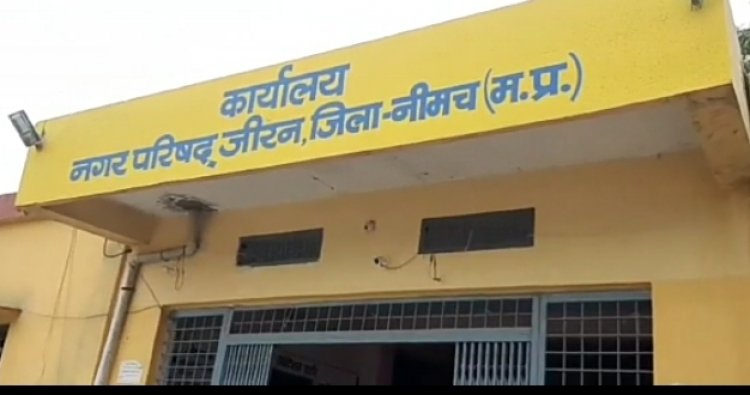 कार्यालय
नगर परिषद् जीरन, जिला-नीमच (म.प्र.)